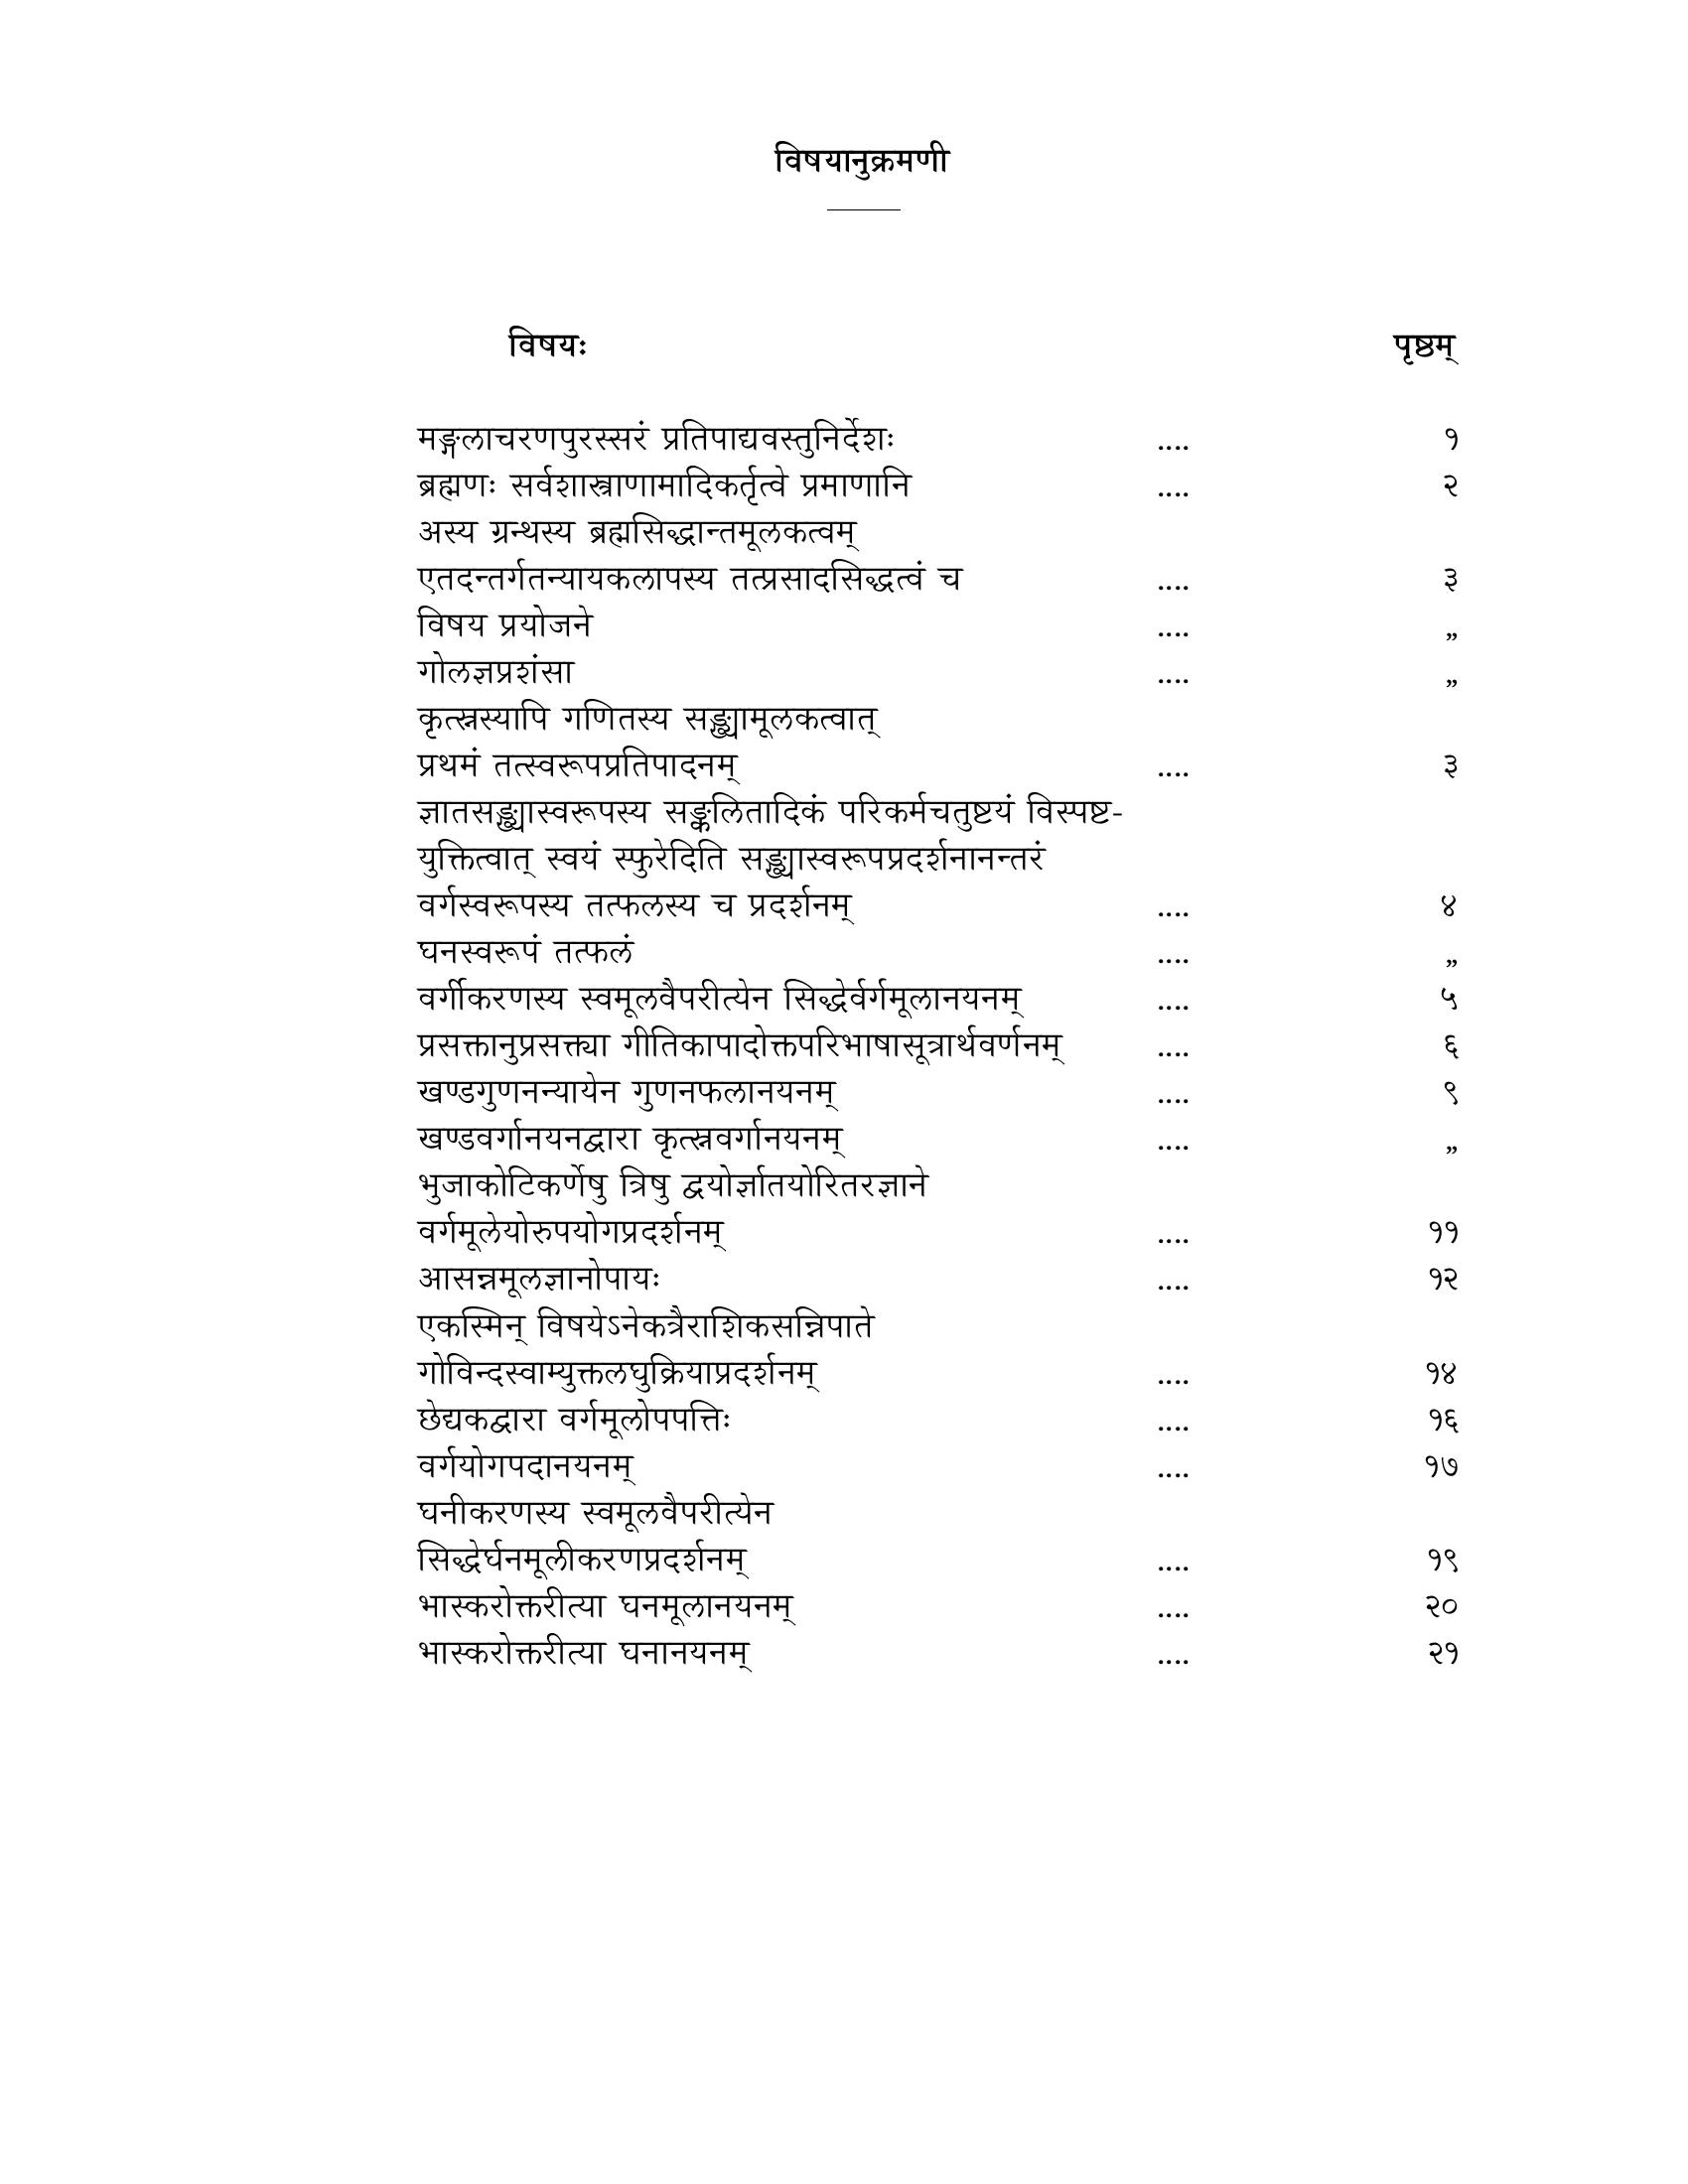 विषयानुक्रमणी
विषयः पृष्ठम्
मङ्गलाचरणपुरस्सरं प्रतिपाद्यवस्तुनिर्देशः .... १
ब्रह्मणः सर्वशास्त्राणामादिकर्तृत्वे प्रमाणानि .... २
अस्य ग्रन्थस्य ब्रह्मसिद्धान्तमूलकत्वम्
एतदन्तर्गतन्यायकलापस्य तत्प्रसादसिद्धत्वं च .... ३
विषय प्रयोजने .... „
गोलज्ञप्रशंसा .... „
कृत्स्नस्यापि गणितस्य सङ्ख्यामूलकत्वात्
प्रथमं तत्स्वरूपप्रतिपादनम् .... ३
ज्ञातसङ्ख्यास्वरूपस्य सङ्कलितादिकं परिकर्मचतुष्टयं विस्पष्ट-
युक्तित्वात् स्वयं स्फुरेदिति सङ्ख्यास्वरूपप्रदर्शनानन्तरं
वर्गस्वरूपस्य तत्फलस्य च प्रदर्शनम् .... ४
घनस्वरूपं तत्फलं .... „
वर्गीकरणस्य स्वमूलवैपरीत्येन सिद्धेर्वर्गमूलानयनम् .... ५
प्रसक्तानुप्रसक्त्या गीतिकापादोक्तपरिभाषासूत्रार्थवर्णनम् .... ६
खण्डगुणनन्यायेन गुणनफलानयनम् .... ९
खण्डवर्गानयनद्वारा कृत्स्नवर्गानयनम् .... „
भुजाकोटिकर्णेषु त्रिषु द्वयोर्ज्ञातयोरितरज्ञाने
वर्गमूलेयोरुपयोगप्रदर्शनम् .... ११
आसन्नमूलज्ञानोपायः .... १२
एकस्मिन् विषयेऽनेकत्रैराशिकसन्निपाते
गोविन्दस्वाम्युक्तलघुक्रियाप्रदर्शनम् .... १४
छेद्यकद्वारा वर्गमूलोपपत्तिः .... १६
वर्गयोगपदानयनम् .... १७
घनीकरणस्य स्वमूलवैपरीत्येन
सिद्धेर्घनमूलीकरणप्रदर्शनम् .... १९
भास्करोक्तरीत्या घनमूलानयनम् .... २०
भास्करोक्तरीत्या घनानयनम् .... २१